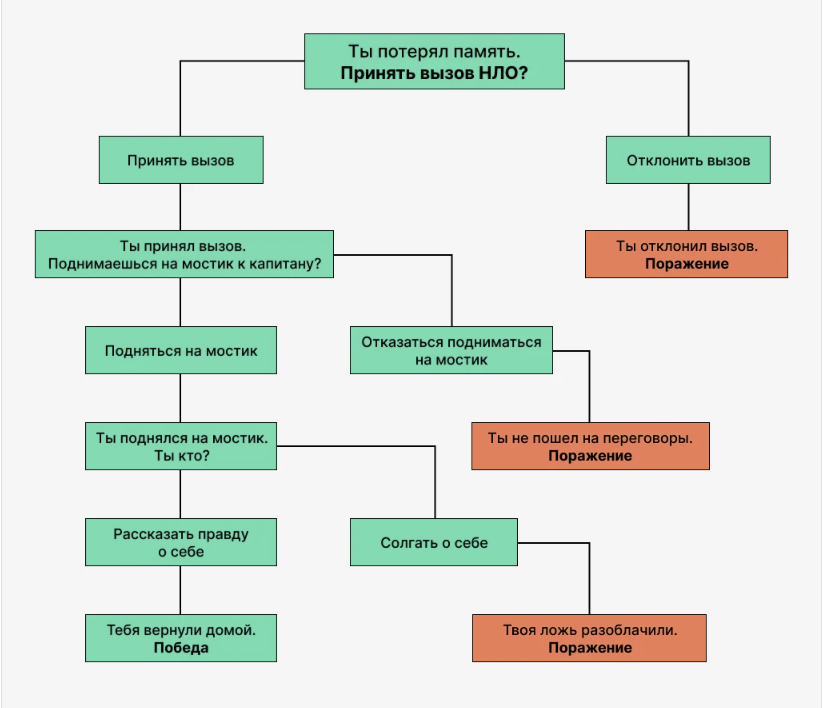 Ты потерял память.
Принять вызов НЛО?
Принять вызов
Отклонить вызов
Ты принял вызов.
Поднимаешься на мостик к капитану?
Ты отклонил вызов.
Поражение
Подняться на мостик
Отказаться подниматься
на мостик
Ты поднялся на мостик.
Ты кто?
Ты не пошел на переговоры.
Поражение
Рассказать правду
о себе
Солгать о себе
Тебя вернули домой.
Победа
Твоя ложь разоблачили.
Поражение